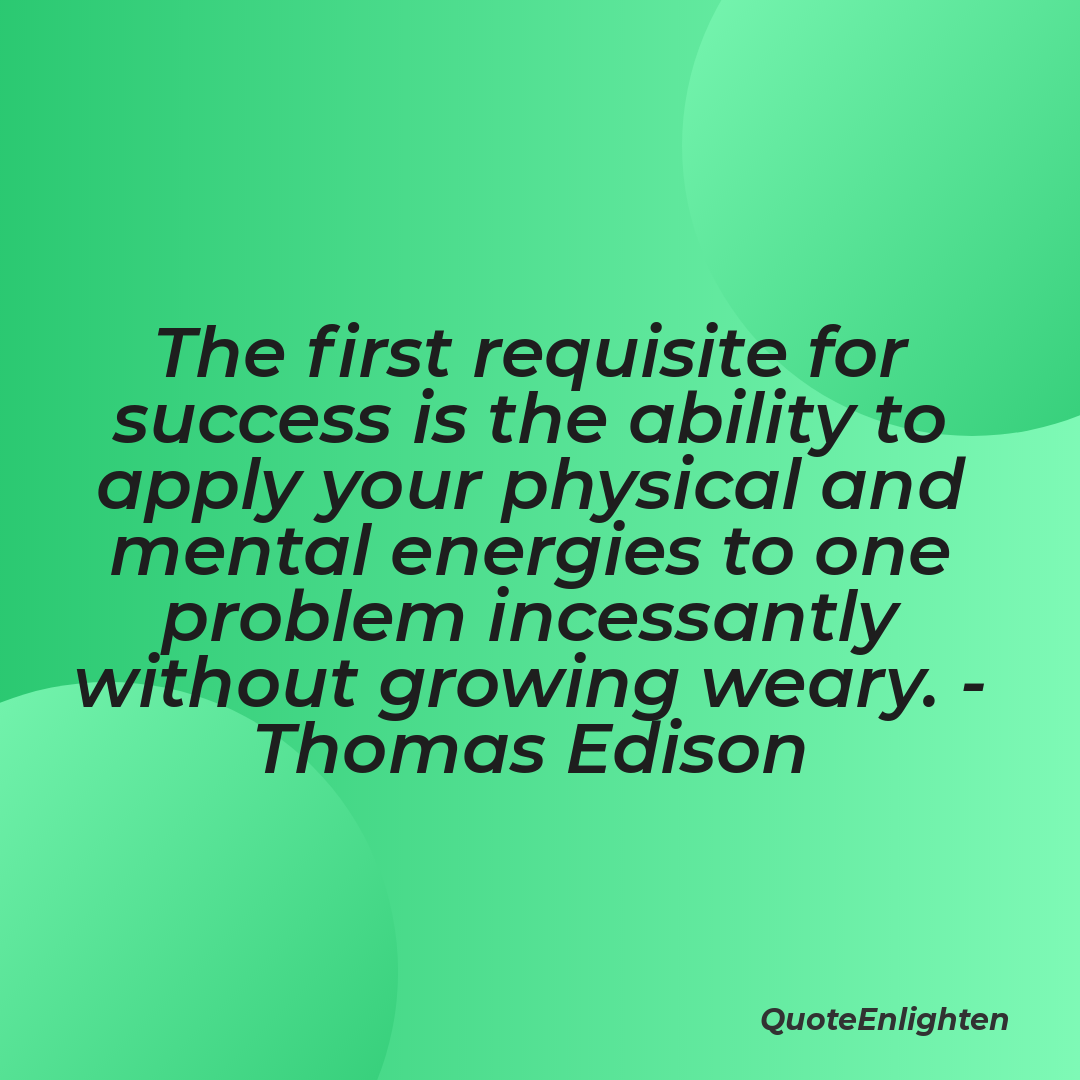 The first requisite for
success is the ability to
apply your physical and
mental energies to one
problem incessantly
without growing weary. -
Thomas Edison
QuoteEnlighten